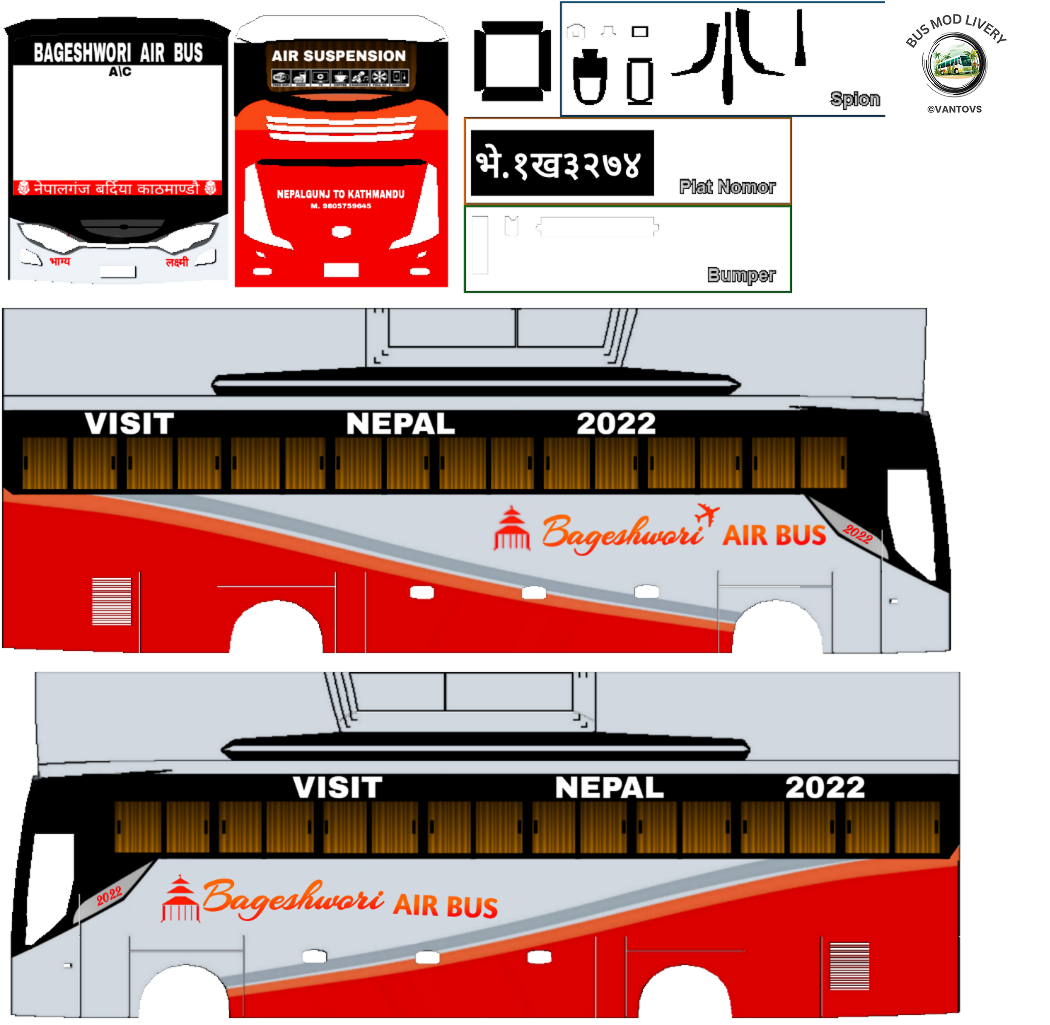 BAGESHWORI AIR BUS
A\C
नेपालगंज बर्दिया काठमाण्डौ
भाग्य
लक्ष्मी
AIR SUSPENSION
NEPALGUNJ TO KATHMANDU
M. 9805759645
Spion
भे.१ख३२७४
Plat Nomor
Bumper
BUS MOD LIVERY
©VANTOVS
VISIT NEPAL 2022
Bageshwori AIR BUS
2022
VISIT NEPAL 2022
2022
Bageshwori AIR BUS